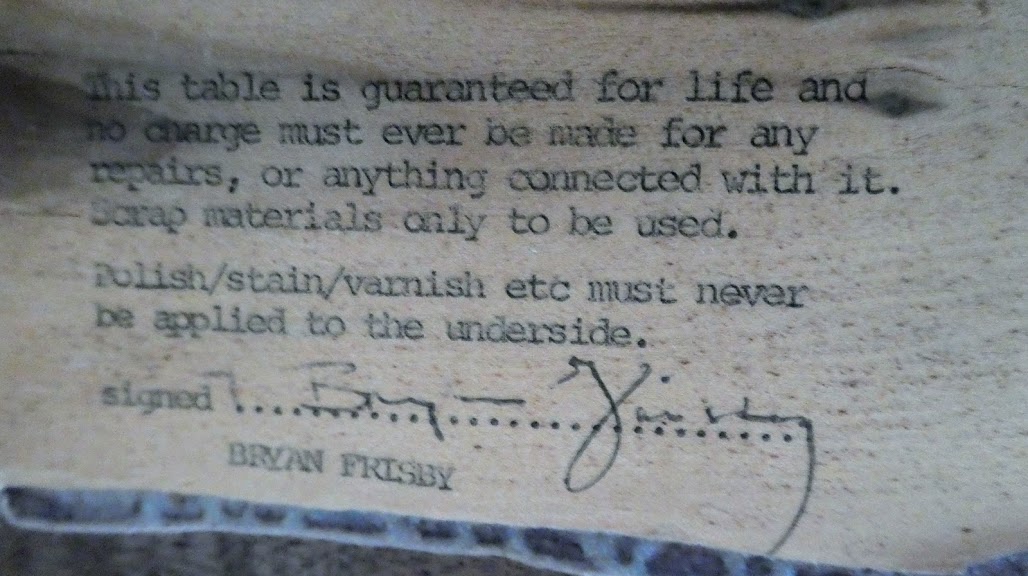 This table is guaranteed for life and
no charge must ever be made for any
repairs, or anything connected with it.
Scrap materials only to be used.
Polish/stain/varnish etc must never
be applied to the underside.
signed ........Bryan Frisby........
BRYAN FRISBY